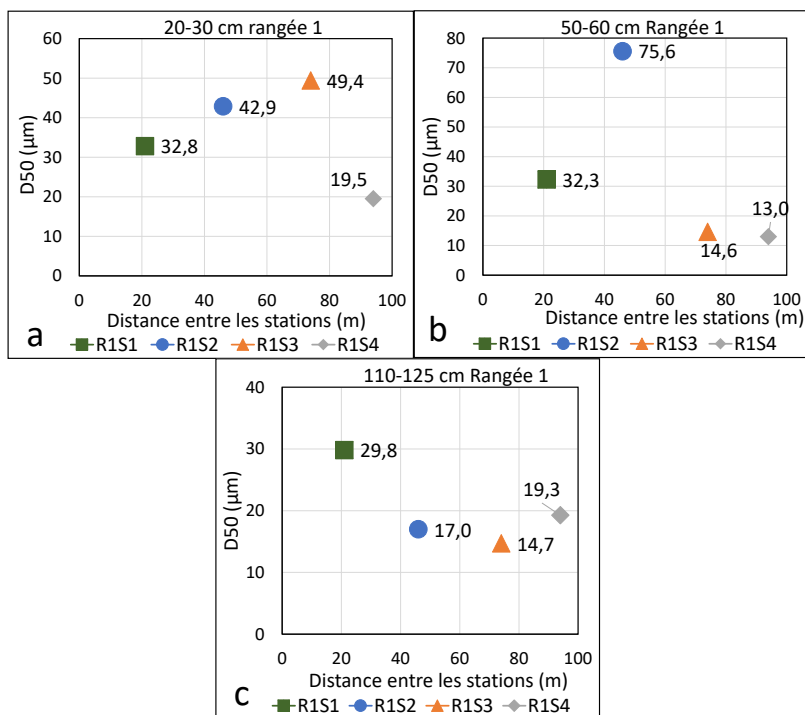 20-30 cm rangée 1
60
50
40
30
20
10
0
D50 (µm)
32,8
42,9
49,4
19,5
0 20 40 60 80 100
Distance entre les stations (m)
a
R1S1 R1S2 R1S3 R1S4
50-60 cm Rangée 1
80
70
60
50
40
30
20
10
0
D50 (µm)
75,6
32,3
14,6
13,0
0 20 40 60 80 100
Distance entre les stations (m)
b
R1S1 R1S2 R1S3 R1S4
110-125 cm Rangée 1
40
30
20
10
0
D50 (µm)
29,8
17,0
14,7
19,3
0 20 40 60 80 100
Distance entre les stations (m)
c
R1S1 R1S2 R1S3 R1S4